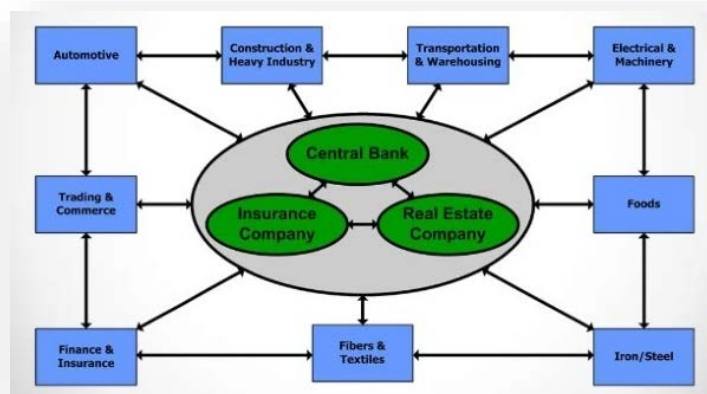 Automotive
Construction &
Heavy Industry
Transportation
& Warehousing
Electrical &
Machinery
Central Bank
Trading &
Commerce
Insurance
Company
Real Estate
Company
Foods
Finance &
Insurance
Fibers &
Textiles
Iron/Steel